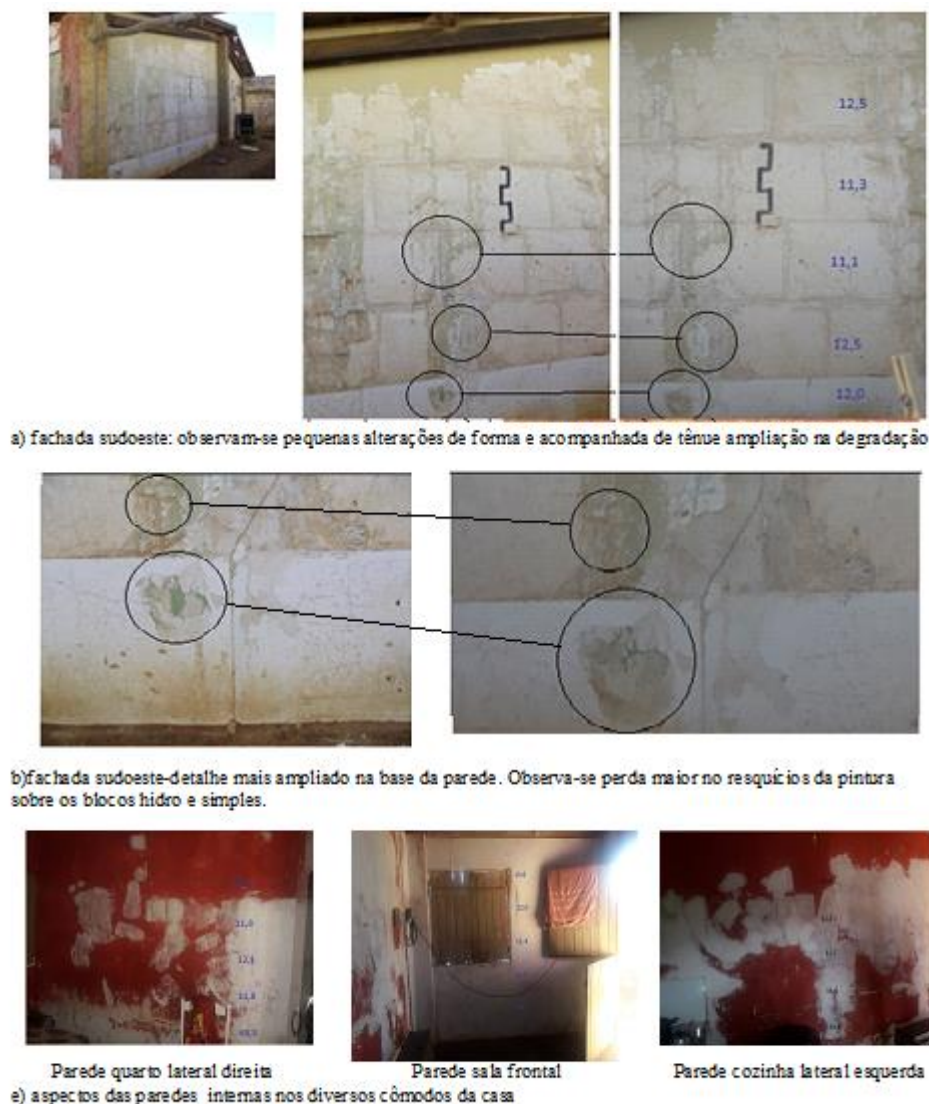 12,5
11,3
11,1
12,5
12,0
a) fachada sudoeste: observam-se pequenas alterações de forma e acompanhada de tênue ampliação na degradação
b)fachada sudoeste-detalhe mais ampliado na base da parede. Observa-se perda maior no resquícios da pintura
sobre os blocos hidro e simples.
11,0
Parede quarto lateral direita
Parede sala frontal
Parede cozinha lateral esquerda
e) aspectos das paredes internas nos diversos cômodos da casa